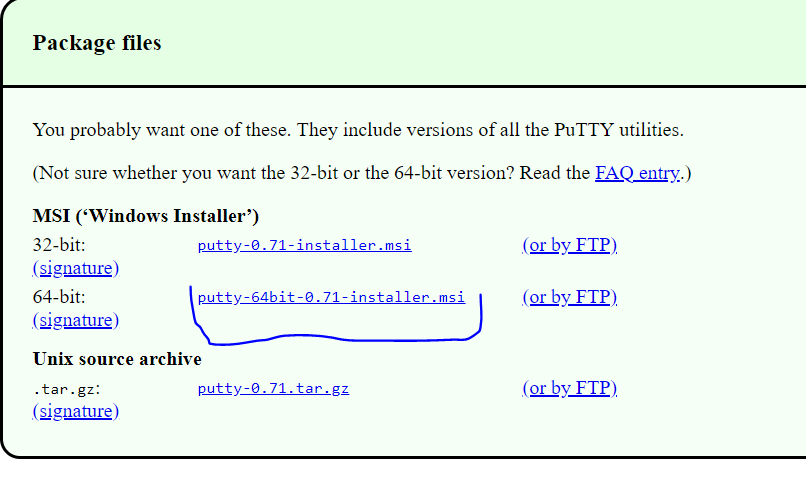 Package files
You probably want one of these. They include versions of all the PuTTY utilities.
(Not sure whether you want the 32-bit or the 64-bit version? Read the FAQ entry.)
MSI (‘Windows Installer’)
32-bit: putty-0.71-installer.msi (or by FTP)
(signature)
64-bit: putty-64bit-0.71-installer.msi (or by FTP)
(signature)
Unix source archive
.tar.gz: putty-0.71.tar.gz (or by FTP)
(signature)